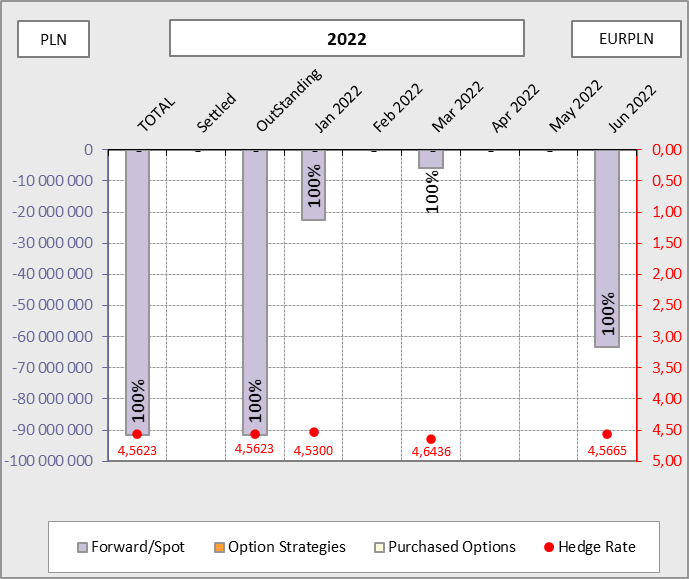 PLN
2022
EURPLN
TOTAL
Settled
OutStanding
Jan 2022
Feb 2022
Mar 2022
Apr 2022
May 2022
Jun 2022
0
-10 000 000
-20 000 000
-30 000 000
-40 000 000
-50 000 000
-60 000 000
-70 000 000
-80 000 000
-90 000 000
-100 000 000
0,00
0,50
1,00
1,50
2,00
2,50
3,00
3,50
4,00
4,50
5,00
100%
100%
100%
100%
100%
4,5623
4,5623
4,5300
4,6436
4,5665
Forward/Spot
Option Strategies
Purchased Options
Hedge Rate